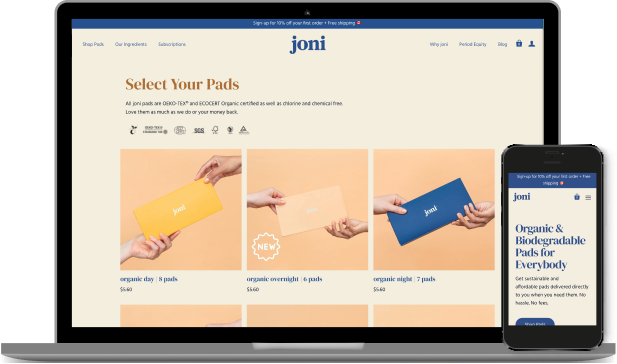 Sign-up for 10% off your first order + Free shipping
Shop Pads
Our Ingredients
Subscriptions
joni
Why joni
Period Equity
Blog
Select Your Pads
All joni pads are OEKO-TEX® and ECOCERT Organic certified as well as chlorine and chemical free.
Love them as much as we do or your money back.
OEKO-TEX®
SGS
joni
joni
NEW
organic day | 8 pads
$5.60
organic overnight | 6 pads
$5.60
organic night | 7 pads
$5.60
Sign-up for 10% off your first order + Free
shipping
joni
Organic &
Biodegradable
Pads for
Everybody
Get sustainable and
affordable pads delivered directly
to you when you need them. No
hassle. No fees.
Shop Pads